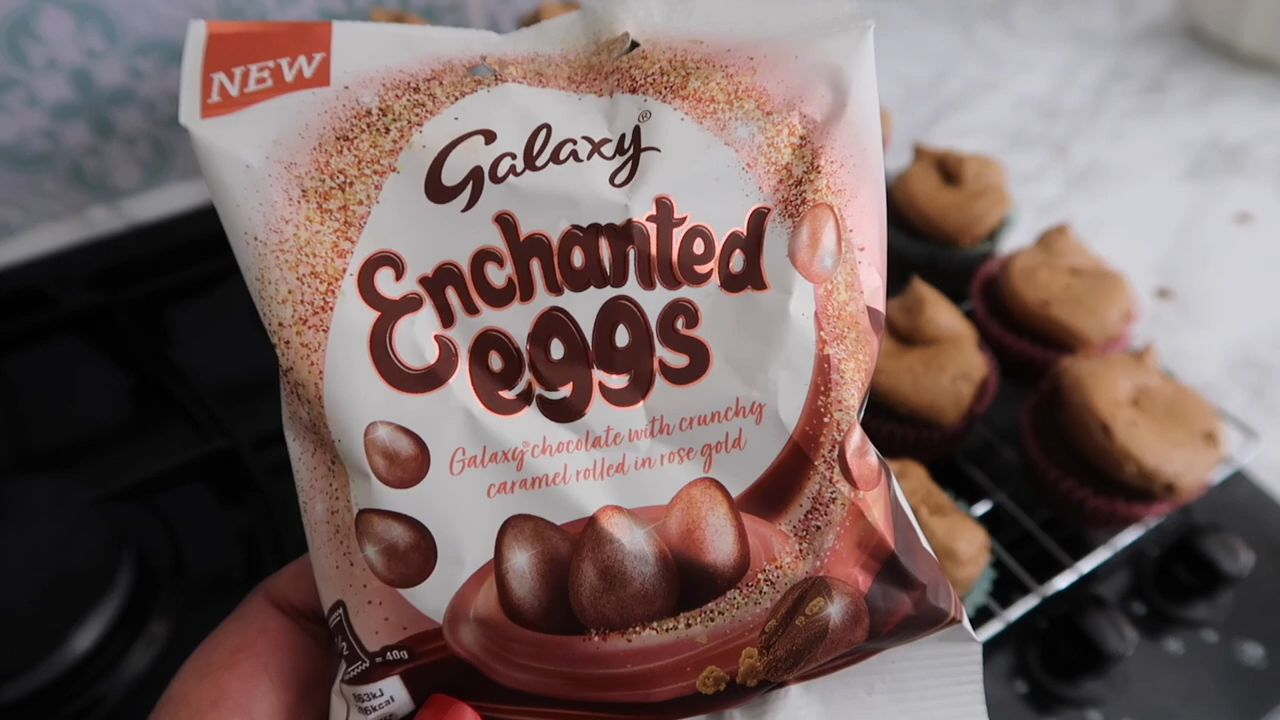 NEW
Galaxy®
Enchanted
eggs
Galaxy® chocolate with crunchy
caramel rolled in rose gold
= 40g